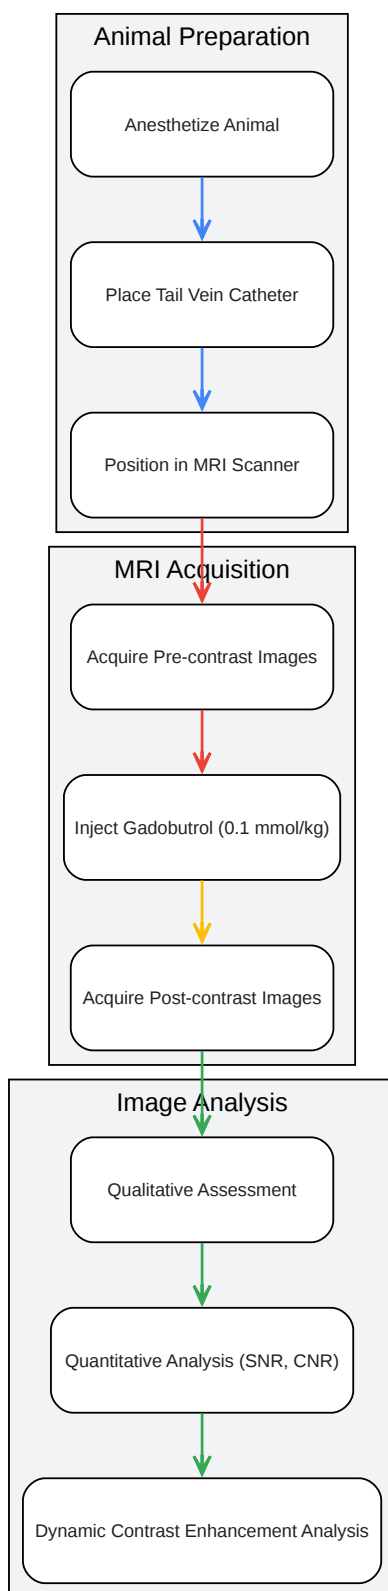 Animal Preparation
Anesthetize Animal
Place Tail Vein Catheter
Position in MRI Scanner
MRI Acquisition
Acquire Pre-contrast Images
Inject Gadobutrol (0.1 mmol/kg)
Acquire Post-contrast Images
Image Analysis
Qualitative Assessment
Quantitative Analysis (SNR, CNR)
Dynamic Contrast Enhancement Analysis